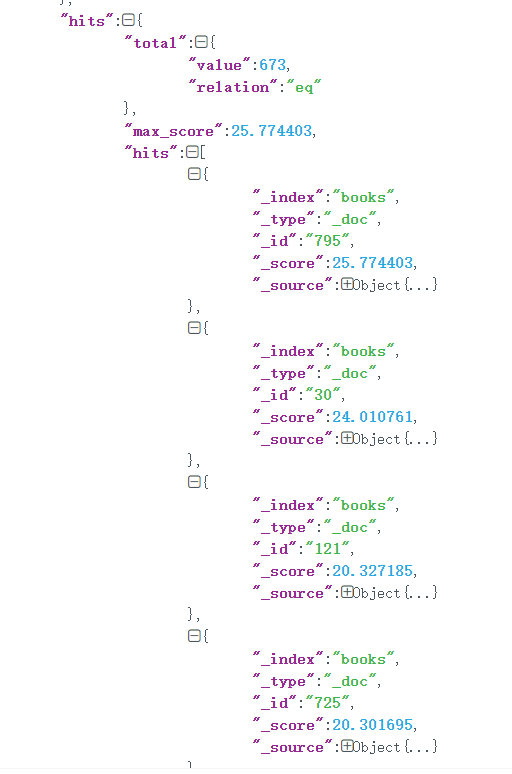 },
"hits":{
"total":{
"value":673,
"relation":"eq"
},
"max_score":25.774403,
"hits":[
{
"_index":"books",
"_type":"_doc",
"_id":"795",
"_score":25.774403,
"_source":Object{...}
},
{
"_index":"books",
"_type":"_doc",
"_id":"30",
"_score":24.010761,
"_source":Object{...}
},
{
"_index":"books",
"_type":"_doc",
"_id":"121",
"_score":20.327185,
"_source":Object{...}
},
{
"_index":"books",
"_type":"_doc",
"_id":"725",
"_score":20.301695,
"_source":Object{...}
}